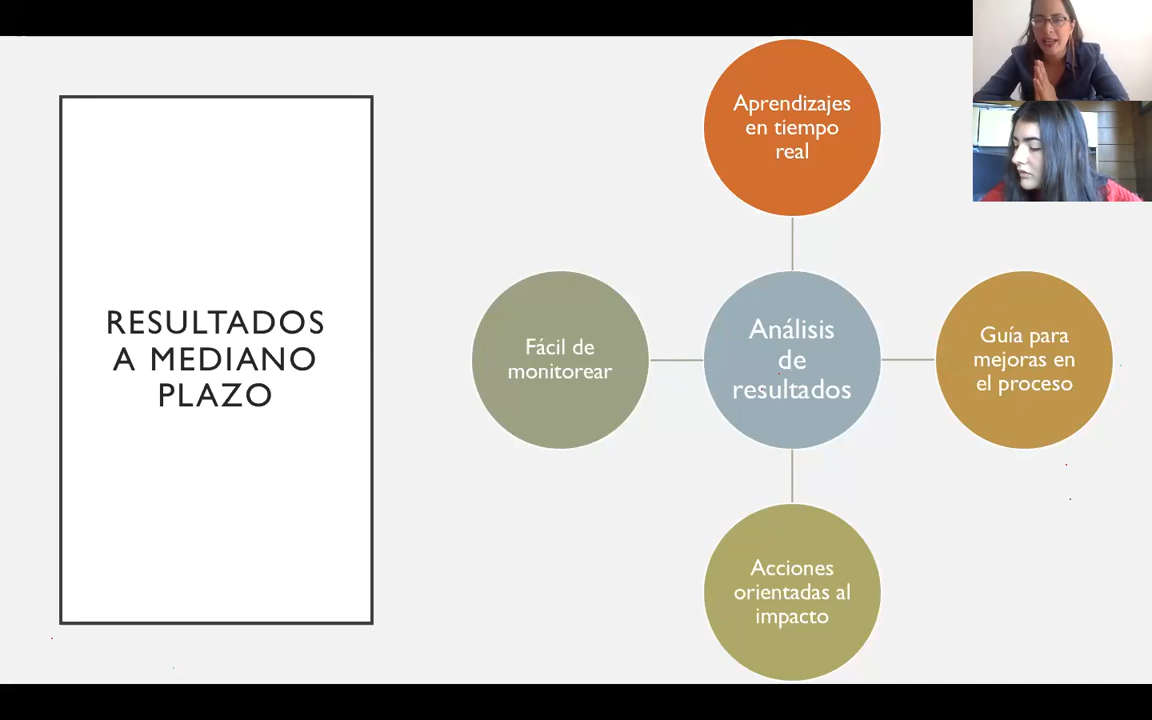 RESULTADOS
A MEDIANO
PLAZO
Aprendizajes
en tiempo
real
Fácil de
monitorear
Análisis
de
resultados
Guía para
mejoras en
el proceso
Acciones
orientadas al
impacto